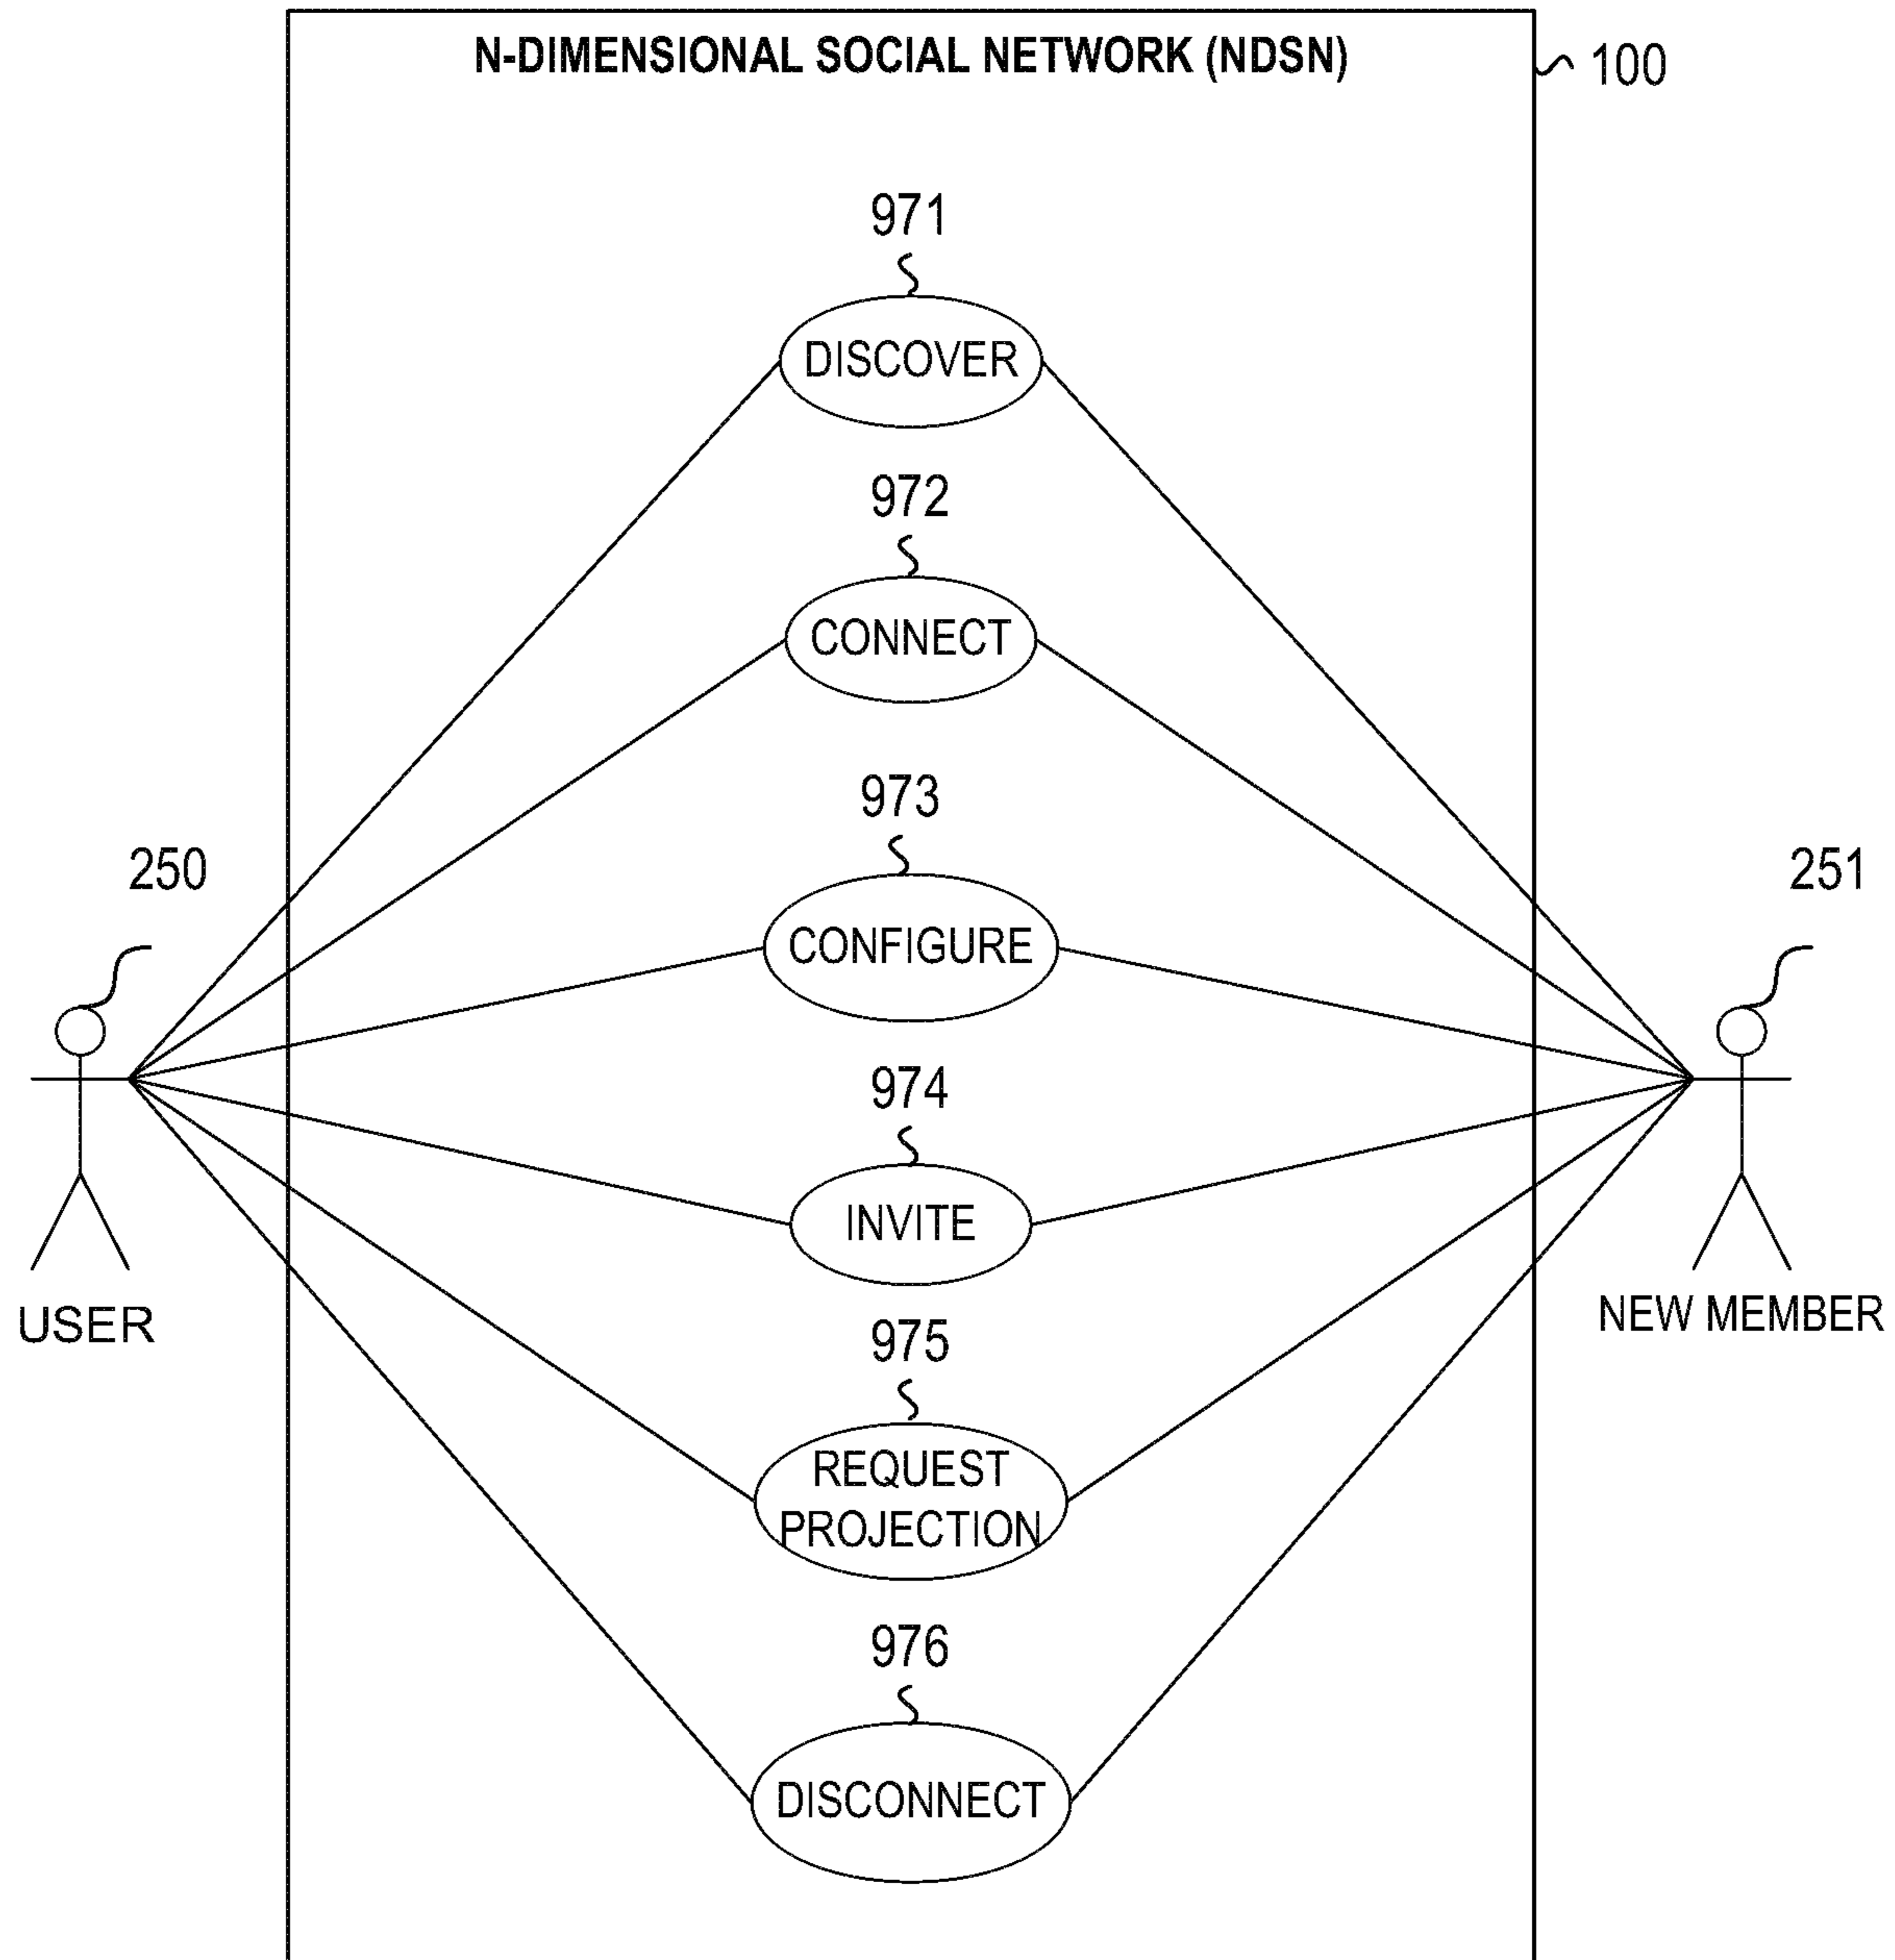 N-DIMENSIONAL SOCIAL NETWORK (NDSN)
100
971
DISCOVER
972
CONNECT
973
CONFIGURE
250
251
974
INVITE
USER
NEW MEMBER
975
REQUEST
PROJECTION
976
DISCONNECT